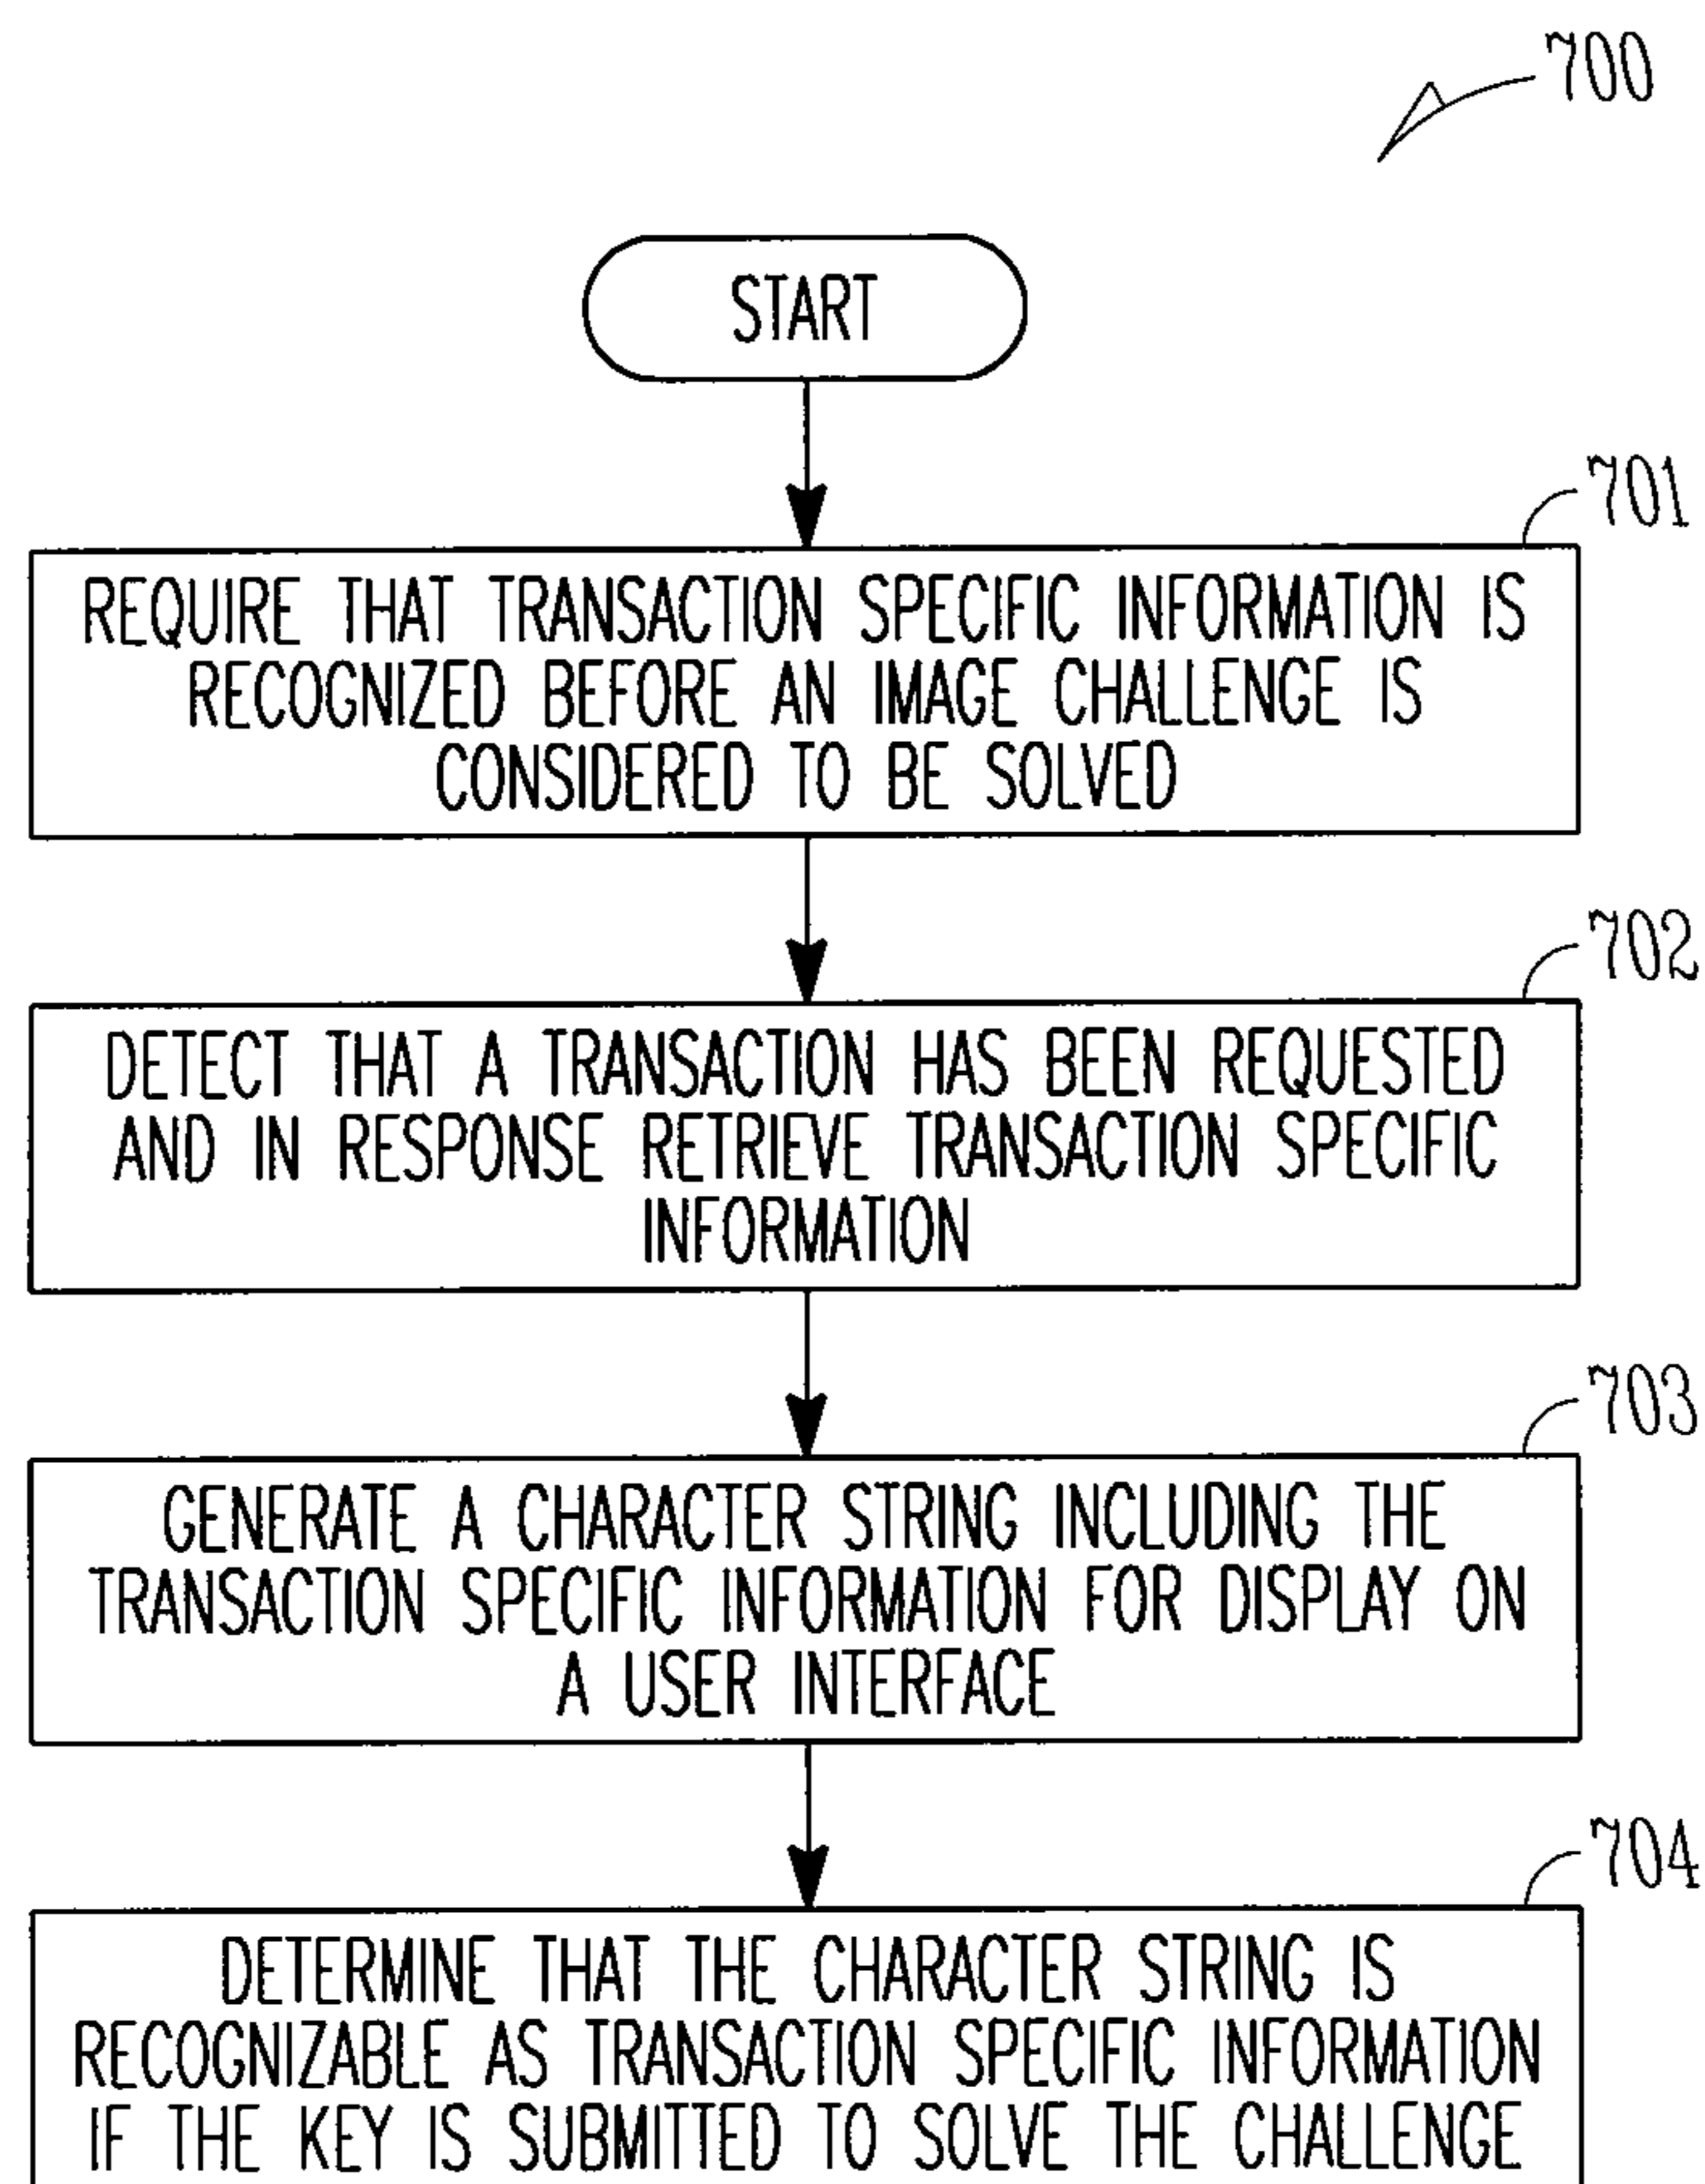 700
START
701
REQUIRE THAT TRANSACTION SPECIFIC INFORMATION IS
RECOGNIZED BEFORE AN IMAGE CHALLENGE IS
CONSIDERED TO BE SOLVED
702
DETECT THAT A TRANSACTION HAS BEEN REQUESTED
AND IN RESPONSE RETRIEVE TRANSACTION SPECIFIC
INFORMATION
703
GENERATE A CHARACTER STRING INCLUDING THE
TRANSACTION SPECIFIC INFORMATION FOR DISPLAY ON
A USER INTERFACE
704
DETERMINE THAT THE CHARACTER STRING IS
RECOGNIZABLE AS TRANSACTION SPECIFIC INFORMATION
IF THE KEY IS SUBMITTED TO SOLVE THE CHALLENGE